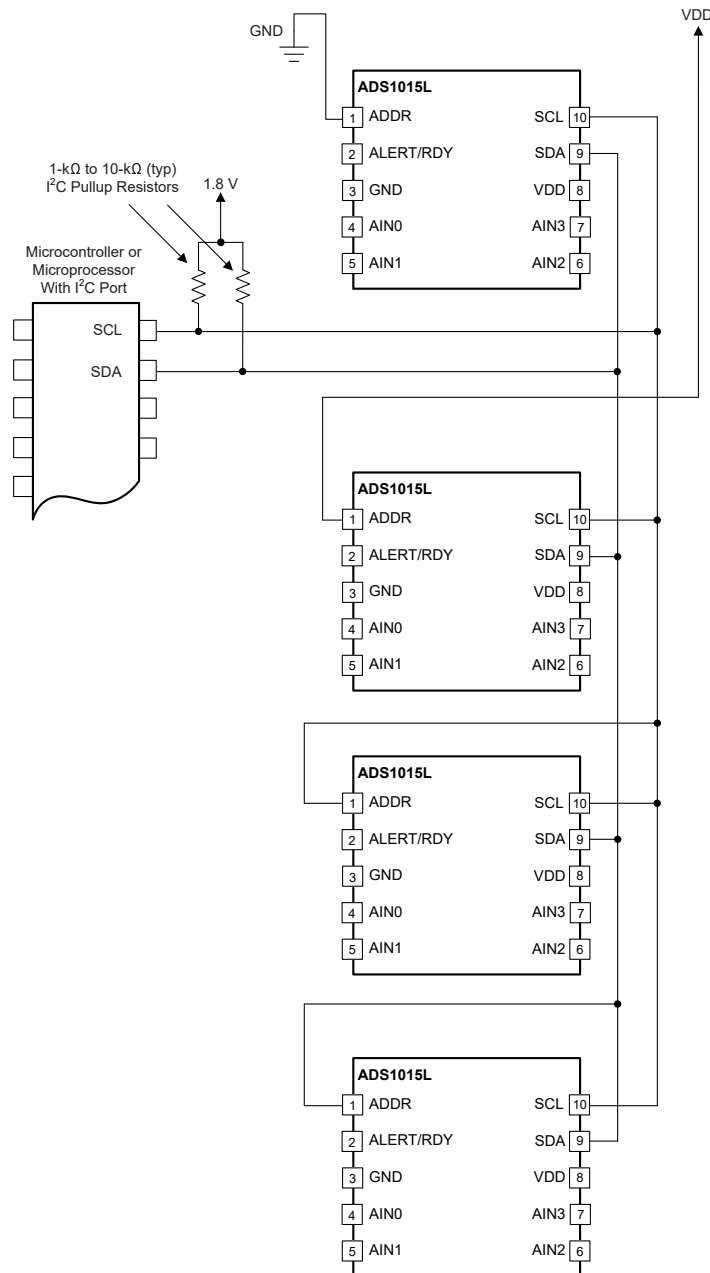 VDD
GND
ADS1015L
1 ADDR SCL 10
2 ALERT/RDY SDA 9
3 GND VDD 8
4 AIN0 AIN3 7
5 AIN1 AIN2 6
1-kΩ to 10-kΩ (typ)
I²C Pullup Resistors
1.8 V
Microcontroller or
Microprocessor
With I²C Port
SCL
SDA
ADS1015L
1 ADDR SCL 10
2 ALERT/RDY SDA 9
3 GND VDD 8
4 AIN0 AIN3 7
5 AIN1 AIN2 6
ADS1015L
1 ADDR SCL 10
2 ALERT/RDY SDA 9
3 GND VDD 8
4 AIN0 AIN3 7
5 AIN1 AIN2 6
ADS1015L
1 ADDR SCL 10
2 ALERT/RDY SDA 9
3 GND VDD 8
4 AIN0 AIN3 7
5 AIN1 AIN2 6